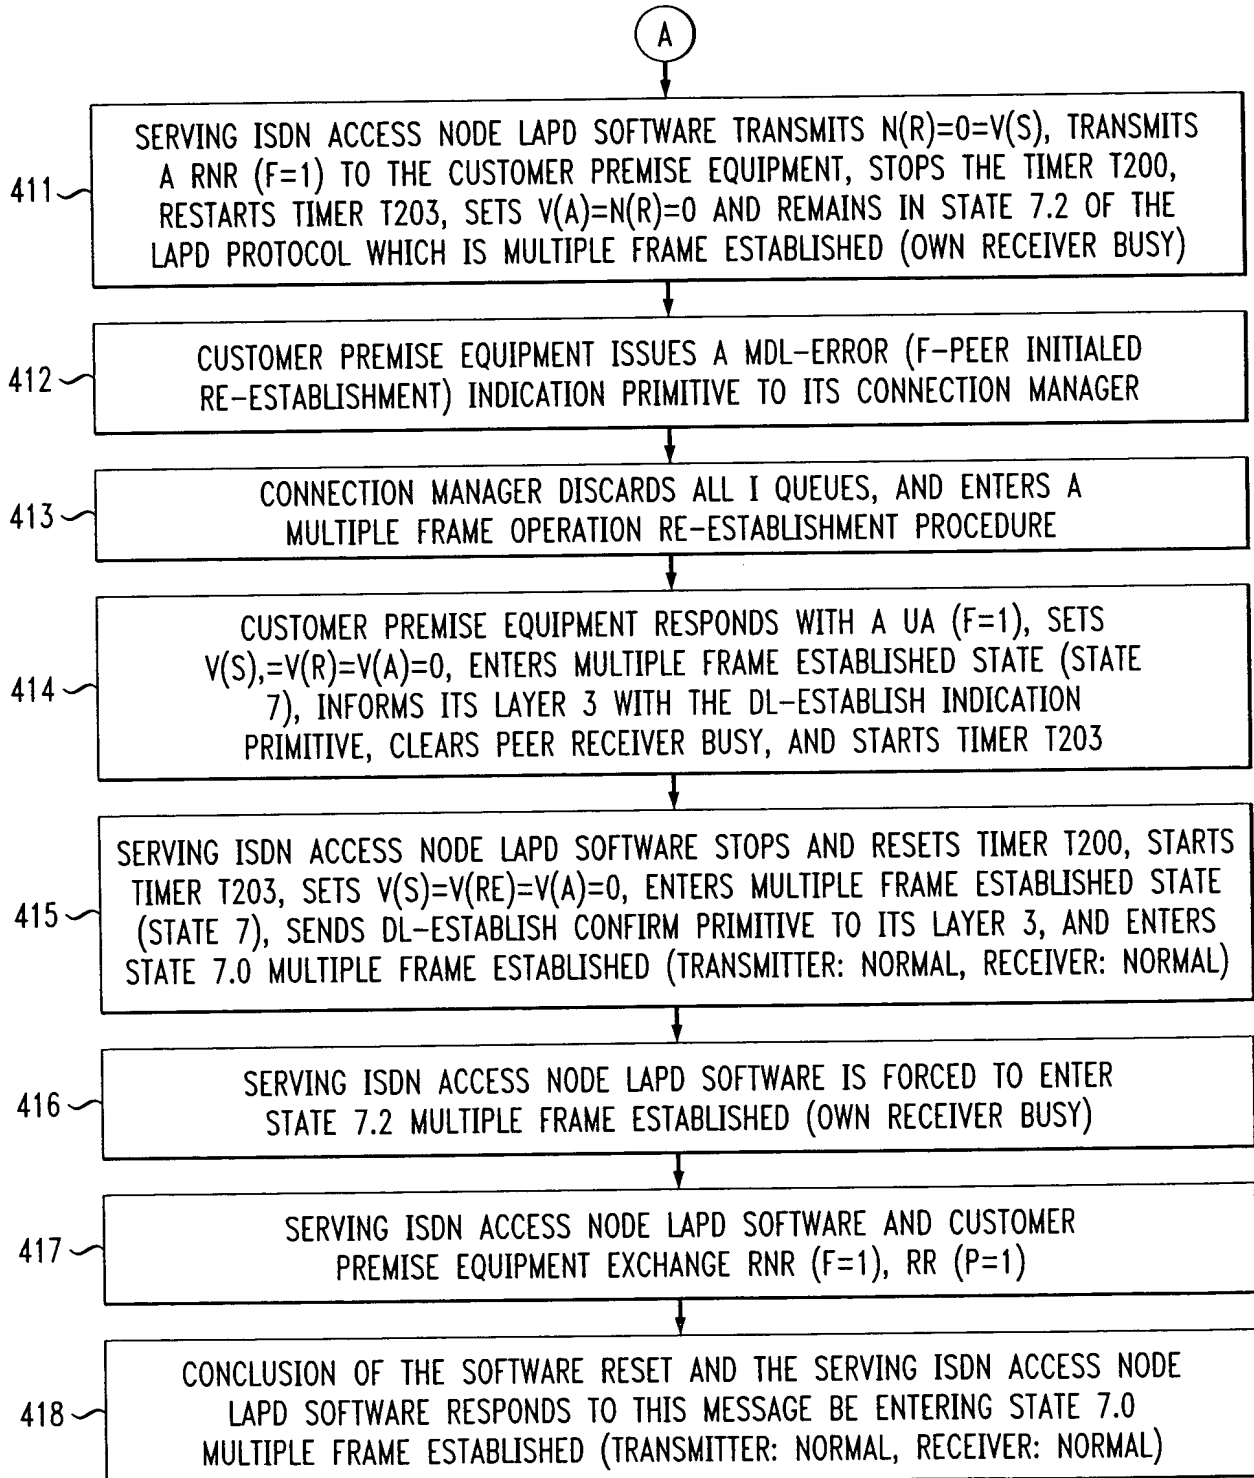 A
411
SERVING ISDN ACCESS NODE LAPD SOFTWARE TRANSMITS N(R)=0=V(S), TRANSMITS
A RNR (F=1) TO THE CUSTOMER PREMISE EQUIPMENT, STOPS THE TIMER T200,
RESTARTS TIMER T203, SETS V(A)=N(R)=0 AND REMAINS IN STATE 7.2 OF THE
LAPD PROTOCOL WHICH IS MULTIPLE FRAME ESTABLISHED (OWN RECEIVER BUSY)
412
CUSTOMER PREMISE EQUIPMENT ISSUES A MDL-ERROR (F-PEER INITIALED
RE-ESTABLISHMENT) INDICATION PRIMITIVE TO ITS CONNECTION MANAGER
413
CONNECTION MANAGER DISCARDS ALL I QUEUES, AND ENTERS A
MULTIPLE FRAME OPERATION RE-ESTABLISHMENT PROCEDURE
414
CUSTOMER PREMISE EQUIPMENT RESPONDS WITH A UA (F=1), SETS
V(S),=V(R)=V(A)=0, ENTERS MULTIPLE FRAME ESTABLISHED STATE (STATE
7), INFORMS ITS LAYER 3 WITH THE DL-ESTABLISH INDICATION
PRIMITIVE, CLEARS PEER RECEIVER BUSY, AND STARTS TIMER T203
415
SERVING ISDN ACCESS NODE LAPD SOFTWARE STOPS AND RESETS TIMER T200, STARTS
TIMER T203, SETS V(S)=V(RE)=V(A)=0, ENTERS MULTIPLE FRAME ESTABLISHED STATE
(STATE 7), SENDS DL-ESTABLISH CONFIRM PRIMITIVE TO ITS LAYER 3, AND ENTERS
STATE 7.0 MULTIPLE FRAME ESTABLISHED (TRANSMITTER: NORMAL, RECEIVER: NORMAL)
416
SERVING ISDN ACCESS NODE LAPD SOFTWARE IS FORCED TO ENTER
STATE 7.2 MULTIPLE FRAME ESTABLISHED (OWN RECEIVER BUSY)
417
SERVING ISDN ACCESS NODE LAPD SOFTWARE AND CUSTOMER
PREMISE EQUIPMENT EXCHANGE RNR (F=1), RR (P=1)
418
CONCLUSION OF THE SOFTWARE RESET AND THE SERVING ISDN ACCESS NODE
LAPD SOFTWARE RESPONDS TO THIS MESSAGE BE ENTERING STATE 7.0
MULTIPLE FRAME ESTABLISHED (TRANSMITTER: NORMAL, RECEIVER: NORMAL)